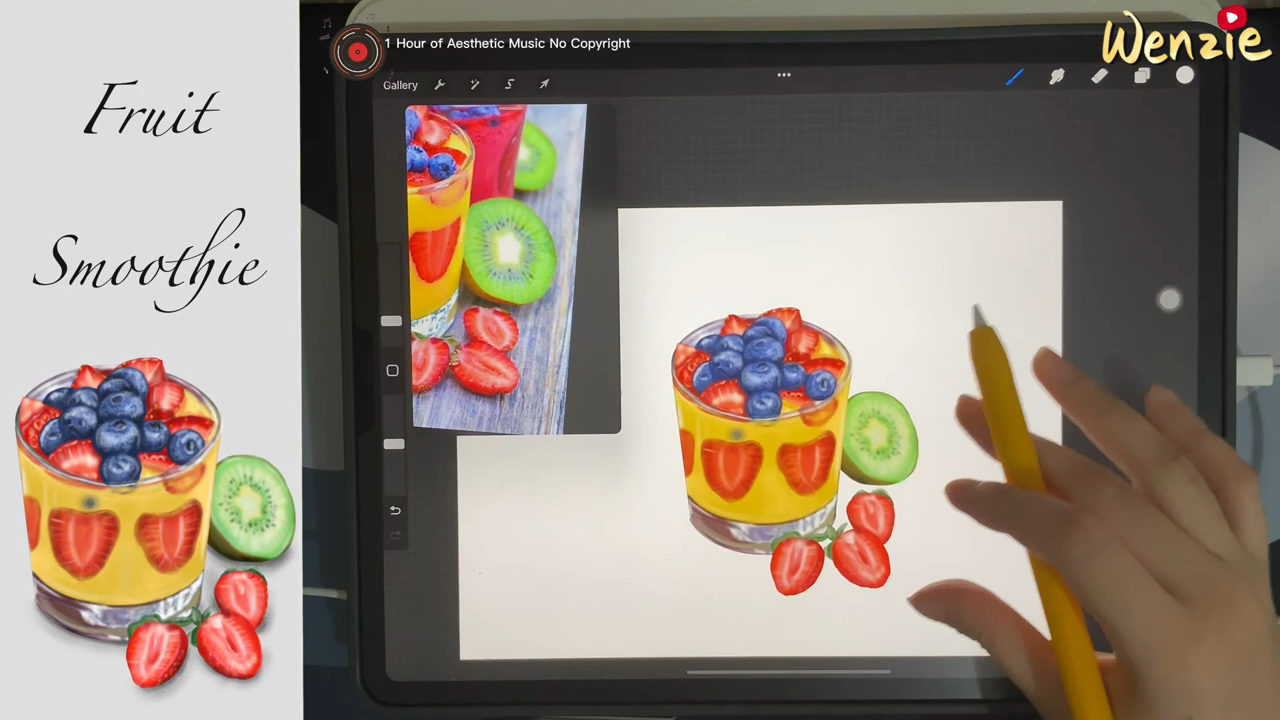 Fruit
Smoothie
1 Hour of Aesthetic Music No Copyright
Gallery
Wenzie